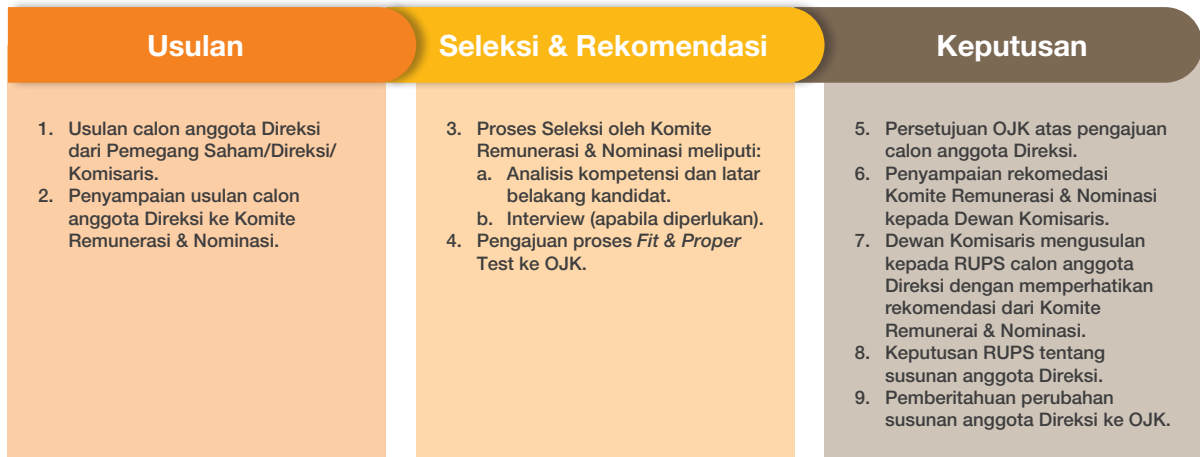 Usulan
1. Usulan calon anggota Direksi
dari Pemegang Saham/Direksi/
Komisaris.
2. Penyampaian usulan calon
anggota Direksi ke Komite
Remunerasi & Nominasi.
Seleksi & Rekomendasi
3. Proses Seleksi oleh Komite
Remunerasi & Nominasi meliputi:
a. Analisis kompetensi dan latar
belakang kandidat.
b. Interview (apabila diperlukan).
4. Pengajuan proses Fit & Proper
Test ke OJK.
Keputusan
5. Persetujuan OJK atas pengajuan
calon anggota Direksi.
6. Penyampaian rekomedasi
Komite Remunerasi & Nominasi
kepada Dewan Komisaris.
7. Dewan Komisaris mengusulan
kepada RUPS calon anggota
Direksi dengan memperhatikan
rekomendasi dari Komite
Remunerai & Nominasi.
8. Keputusan RUPS tentang
susunan anggota Direksi.
9. Pemberitahuan perubahan
susunan anggota Direksi ke OJK.